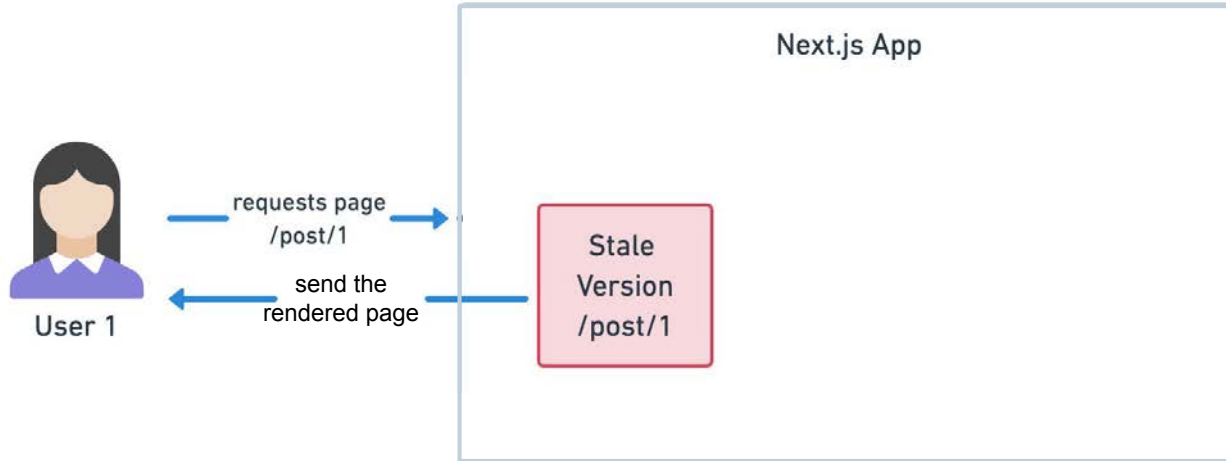 Next.js App
requests page
/post/1
send the
rendered page
User 1
Stale
Version
/post/1